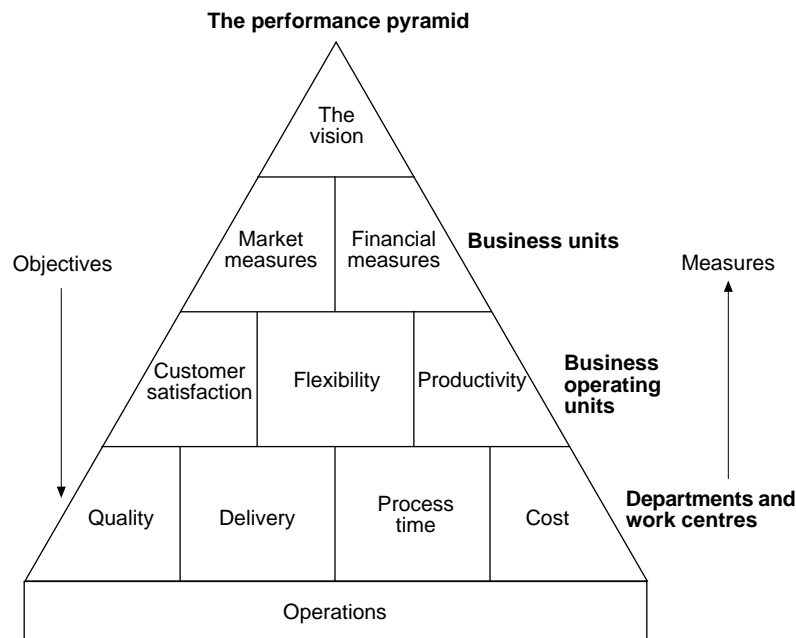 The performance pyramid
The
vision
Market
measures
Financial
measures
Business units
Objectives
Measures
Customer
satisfaction
Flexibility
Productivity
Business
operating
units
Quality
Delivery
Process
time
Cost
Departments and
work centres
Operations